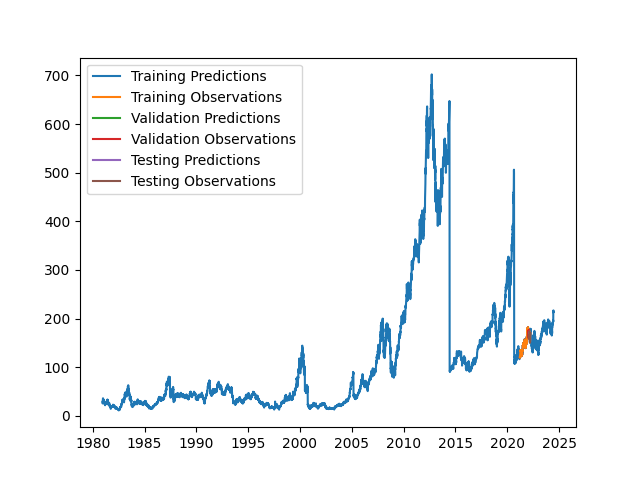 Training Predictions
Training Observations
Validation Predictions
Validation Observations
Testing Predictions
Testing Observations
700
600
500
400
300
200
100
0
1980 1985 1990 1995 2000 2005 2010 2015 2020 2025